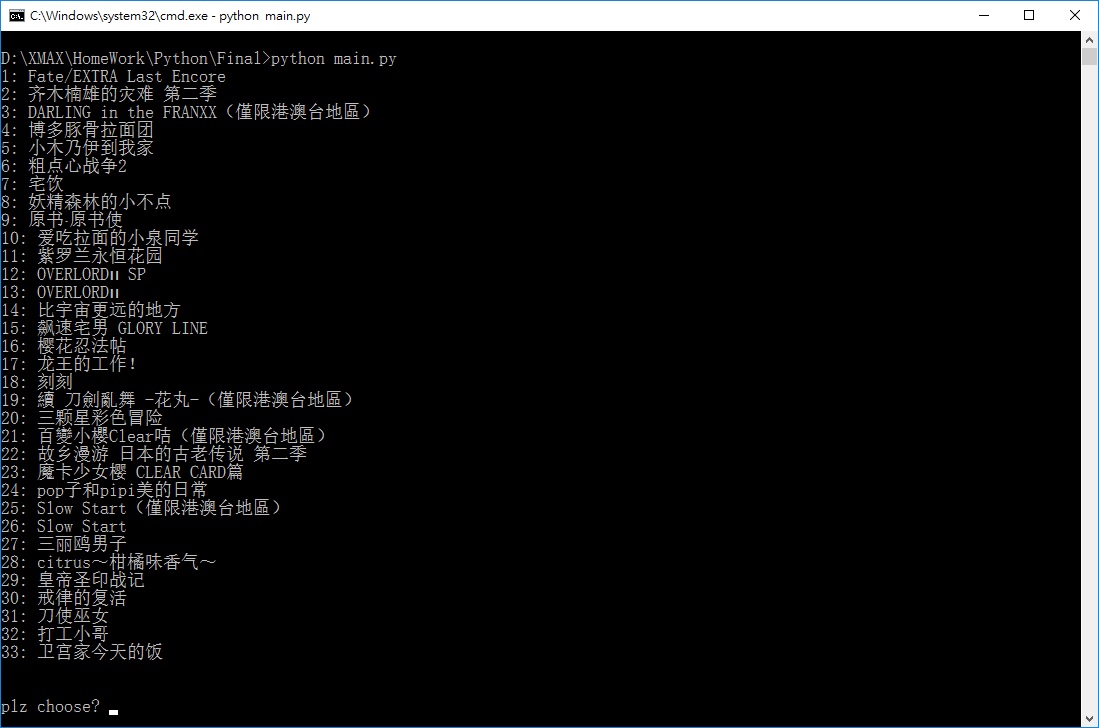 C:\Windows\system32\cmd.exe - python  main.py
D:\XMAX\HomeWork\Python\Final>python main.py
1: Fate/EXTRA Last Encore
2: 齐木楠雄的灾难 第二季
3: DARLING in the FRANXX（僅限港澳台地區）
4: 博多豚骨拉面团
5: 小木乃伊到我家
6: 粗点心战争2
7: 宅饮
8: 妖精森林的小不点
9: 原书·原书使
10: 爱吃拉面的小泉同学
11: 紫罗兰永恒花园
12: OVERLORDⅡ SP
13: OVERLORDⅡ
14: 比宇宙更远的地方
15: 飙速宅男 GLORY LINE
16: 樱花忍法帖
17: 龙王的工作!
18: 刻刻
19: 續 刀劍亂舞 -花丸-（僅限港澳台地區）
20: 三颗星彩色冒险
21: 百變小櫻Clear咭（僅限港澳台地區）
22: 故乡漫游 日本的古老传说 第二季
23: 魔卡少女樱 CLEAR CARD篇
24: pop子和pipi美的日常
25: Slow Start（僅限港澳台地區）
26: Slow Start
27: 三丽鸥男子
28: citrus～柑橘味香气～
29: 皇帝圣印战记
30: 戒律的复活
31: 刀使巫女
32: 打工小哥
33: 卫宫家今天的饭
plz choose?